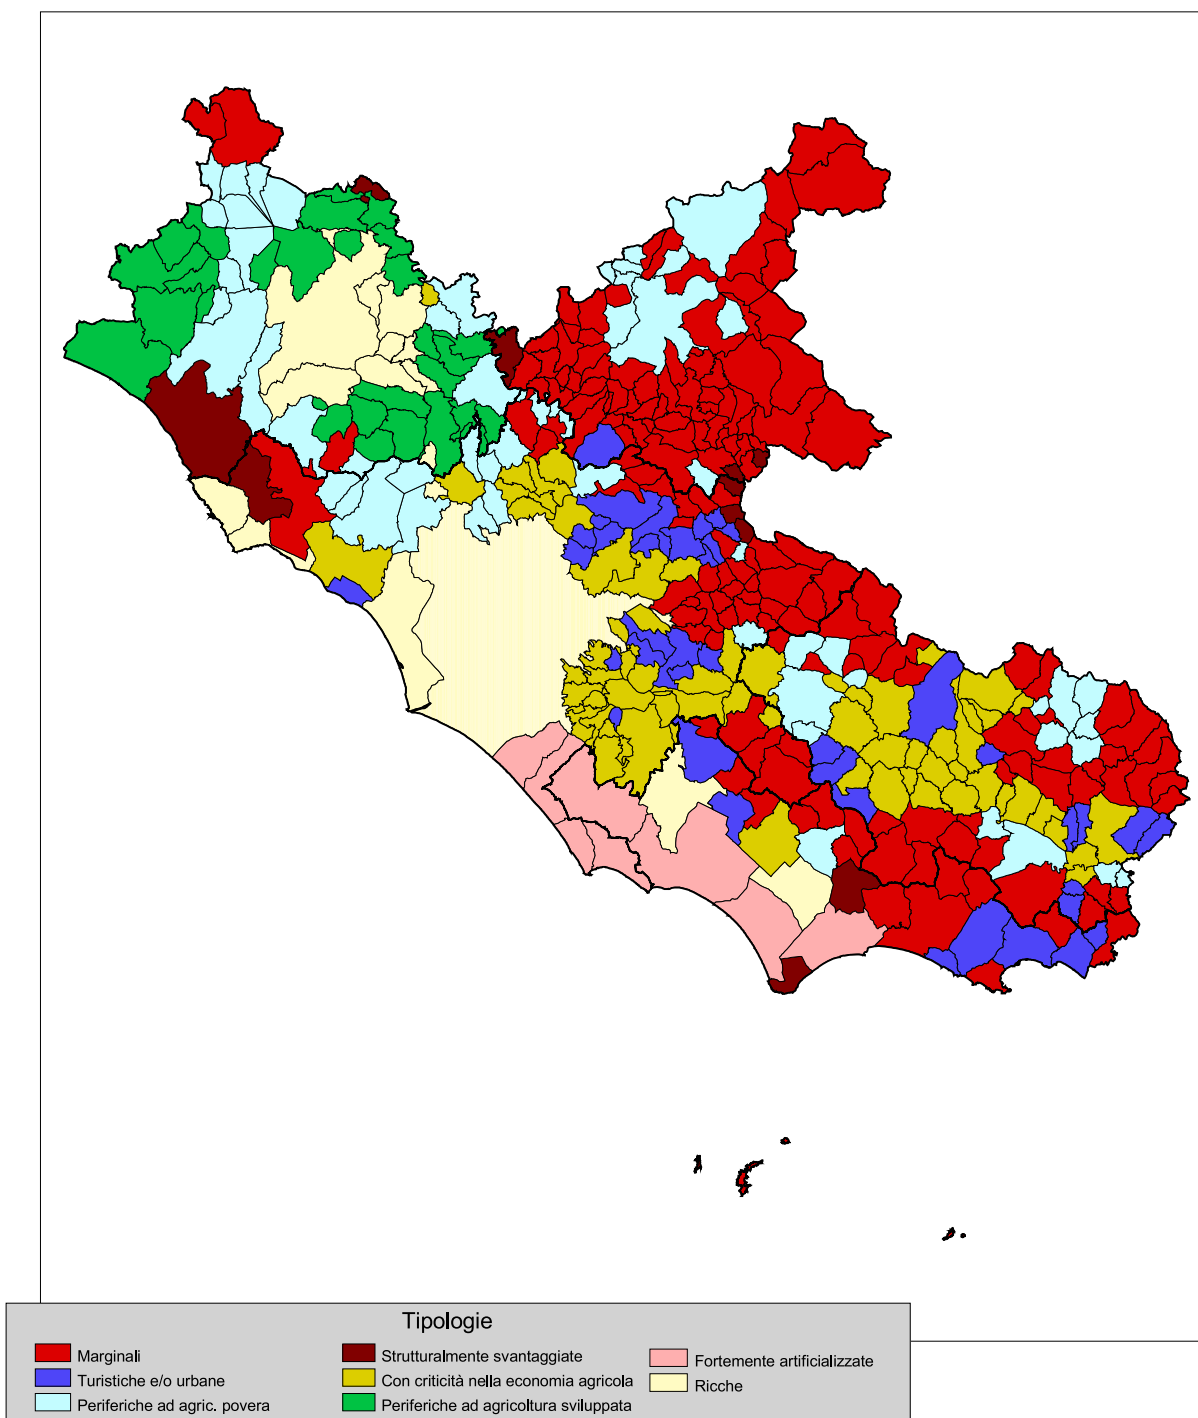 Tipologie
Marginali
Turistiche e/o urbane
Periferiche ad agric. povera
Strutturalmente svantaggiate
Con criticità nella economia agricola
Periferiche ad agricoltura sviluppata
Fortemente artificializzate
Ricche